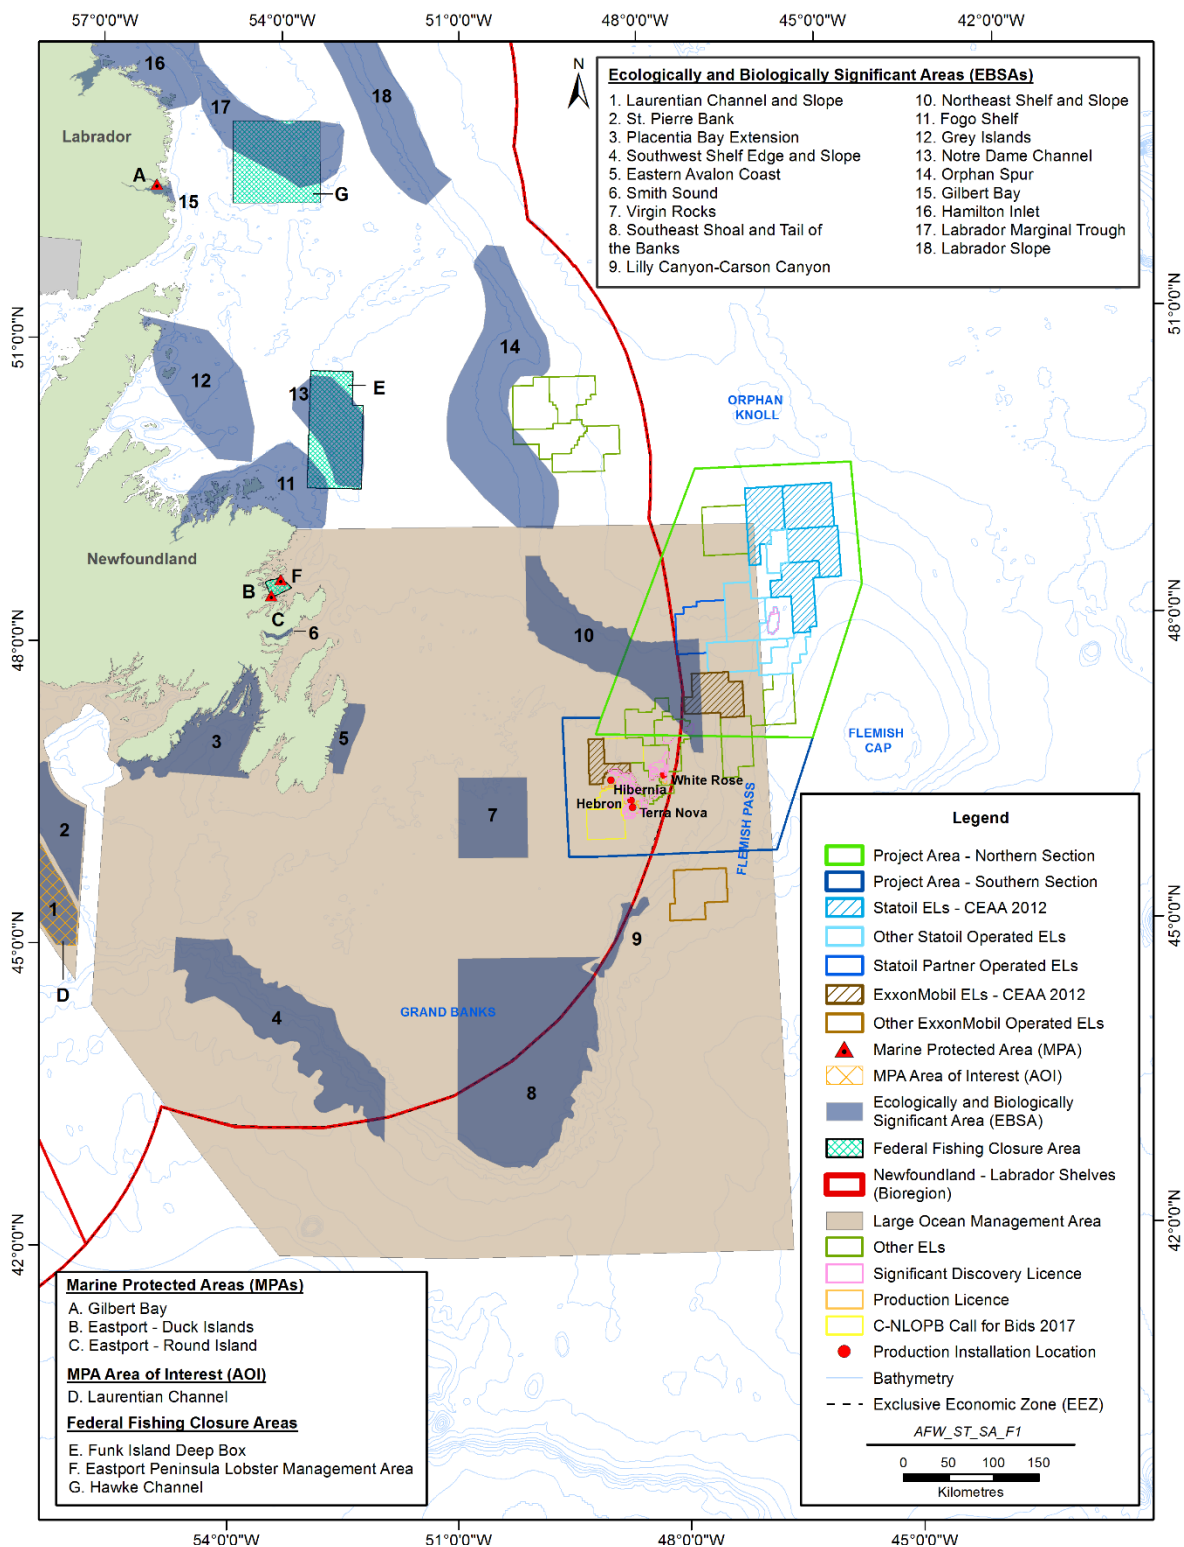 57°0'0"W
54°0'0"W
51°0'0"W
48°0'0"W
45°0'0"W
42°0'0"W
N
Ecologically and Biologically Significant Areas (EBSAs)
1. Laurentian Channel and Slope
2. St. Pierre Bank
3. Placentia Bay Extension
4. Southwest Shelf Edge and Slope
5. Eastern Avalon Coast
6. Smith Sound
7. Virgin Rocks
8. Southeast Shoal and Tail of
the Banks
9. Lilly Canyon-Carson Canyon
10. Northeast Shelf and Slope
11. Fogo Shelf
12. Grey Islands
13. Notre Dame Channel
14. Orphan Spur
15. Gilbert Bay
16. Hamilton Inlet
17. Labrador Marginal Trough
18. Labrador Slope
16
17
18
Labrador
A
15
G
51°0'0"N
51°0'0"N
14
12
13
E
ORPHAN
KNOLL
11
Newfoundland
F
B
C
6
48°0'0"N
48°0'0"N
10
3
5
FLEMISH
CAP
White Rose
Hibernia
Hebron
Terra Nova
7
2
FLEMISH PASS
1
9
45°0'0"N
45°0'0"N
D
4
GRAND BANKS
8
42°0'0"N
42°0'0"N
Legend
Project Area - Northern Section
Project Area - Southern Section
Statoil ELs - CEAA 2012
Other Statoil Operated ELs
Statoil Partner Operated ELs
ExxonMobil ELs - CEAA 2012
Other ExxonMobil Operated ELs
Marine Protected Area (MPA)
MPA Area of Interest (AOI)
Ecologically and Biologically
Significant Area (EBSA)
Federal Fishing Closure Area
Newfoundland - Labrador Shelves
(Bioregion)
Large Ocean Management Area
Other ELs
Significant Discovery Licence
Production Licence
C-NLOPB Call for Bids 2017
Production Installation Location
Bathymetry
Exclusive Economic Zone (EEZ)
AFW_ST_SA_F1
0 50 100 150
Kilometres
Marine Protected Areas (MPAs)
A. Gilbert Bay
B. Eastport - Duck Islands
C. Eastport - Round Island
MPA Area of Interest (AOI)
D. Laurentian Channel
Federal Fishing Closure Areas
E. Funk Island Deep Box
F. Eastport Peninsula Lobster Management Area
G. Hawke Channel
54°0'0"W
51°0'0"W
48°0'0"W
45°0'0"W